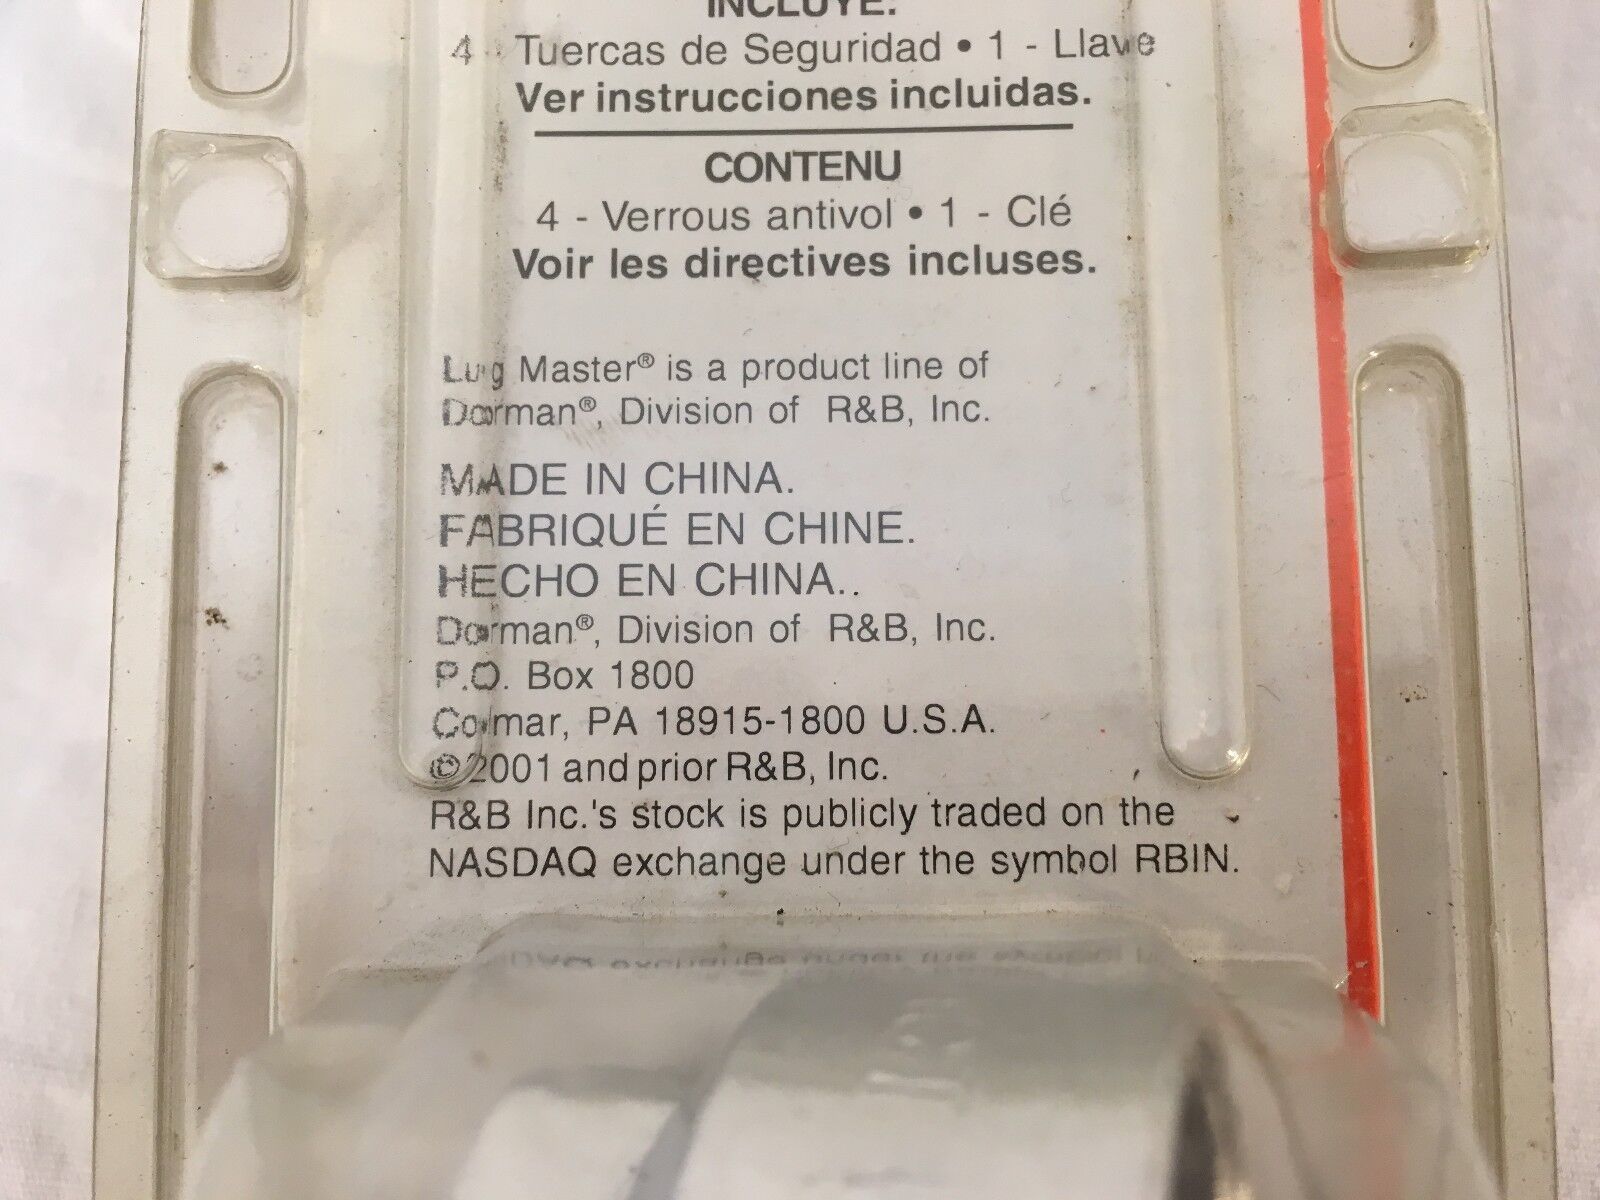 INCLUYE:
4 - Tuercas de Seguridad • 1 - Llave
Ver instrucciones incluidas.
CONTENU
4 - Verrous antivol • 1 - Clé
Voir les directives incluses.
Lug Master® is a product line of
Dorman®, Division of R&B, Inc.
MADE IN CHINA.
FABRIQUÉ EN CHINE.
HECHO EN CHINA..
Dorman®, Division of R&B, Inc.
P.O. Box 1800
Colmar, PA 18915-1800 U.S.A.
©2001 and prior R&B, Inc.
R&B Inc.'s stock is publicly traded on the
NASDAQ exchange under the symbol RBIN.